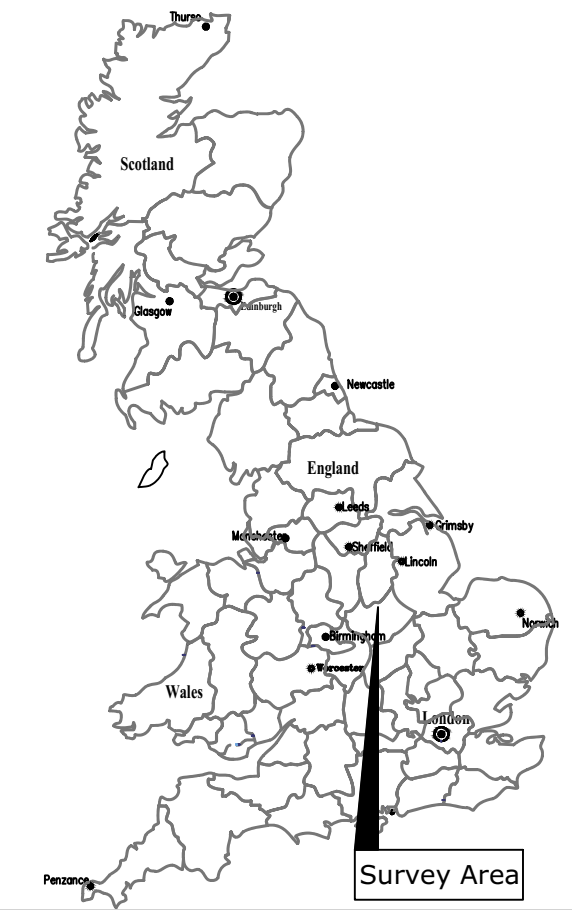 Thurso
Scotland
Edinburgh
Glasgow
Newcastle
England
Leeds
Grimsby
Manchester
Sheffield
Lincoln
Norwich
Birmingham
Worcester
Wales
London
Penzance
Survey Area